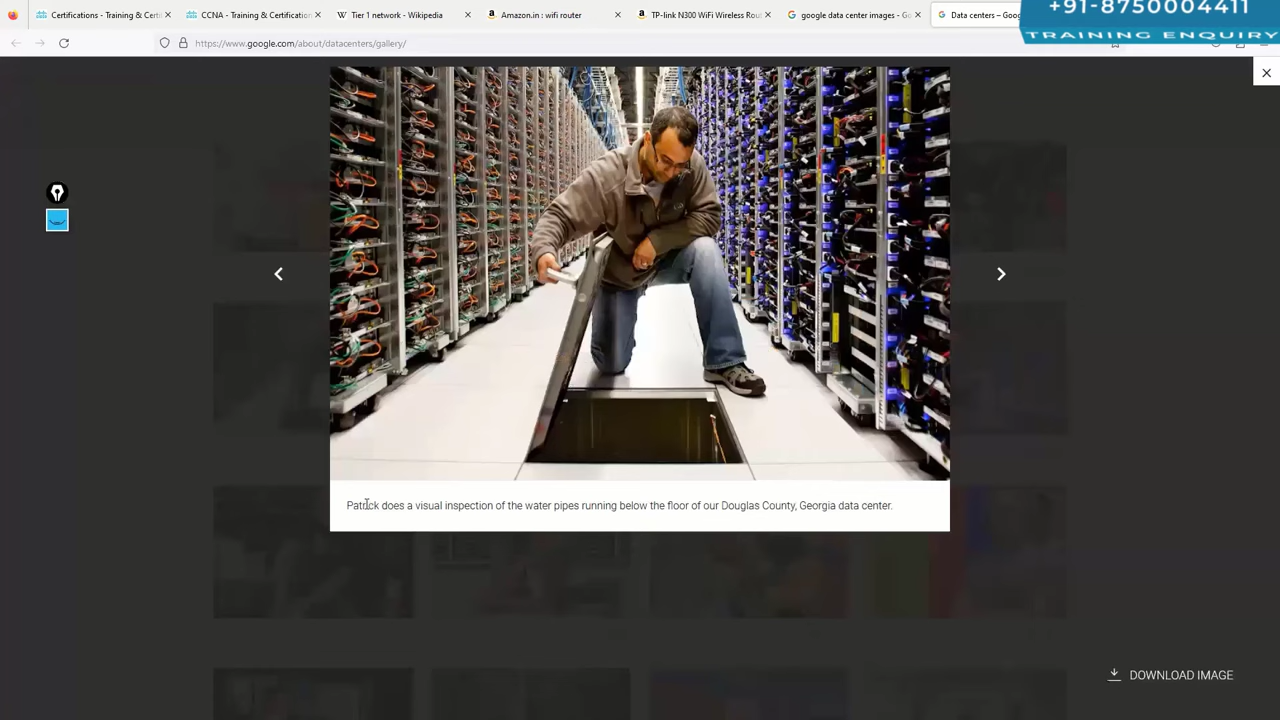 Certifications - Training & Certifi
CCNA - Training & Certification
Tier 1 network - Wikipedia
Amazon.in : wifi router
TP-link N300 WiFi Wireless Rou
google data center images - Go
Data centers – Goog
+91-8750004411
TRAINING ENQUIRY
https://www.google.com/about/datacenters/gallery/
Patrick does a visual inspection of the water pipes running below the floor of our Douglas County, Georgia data center.
DOWNLOAD IMAGE